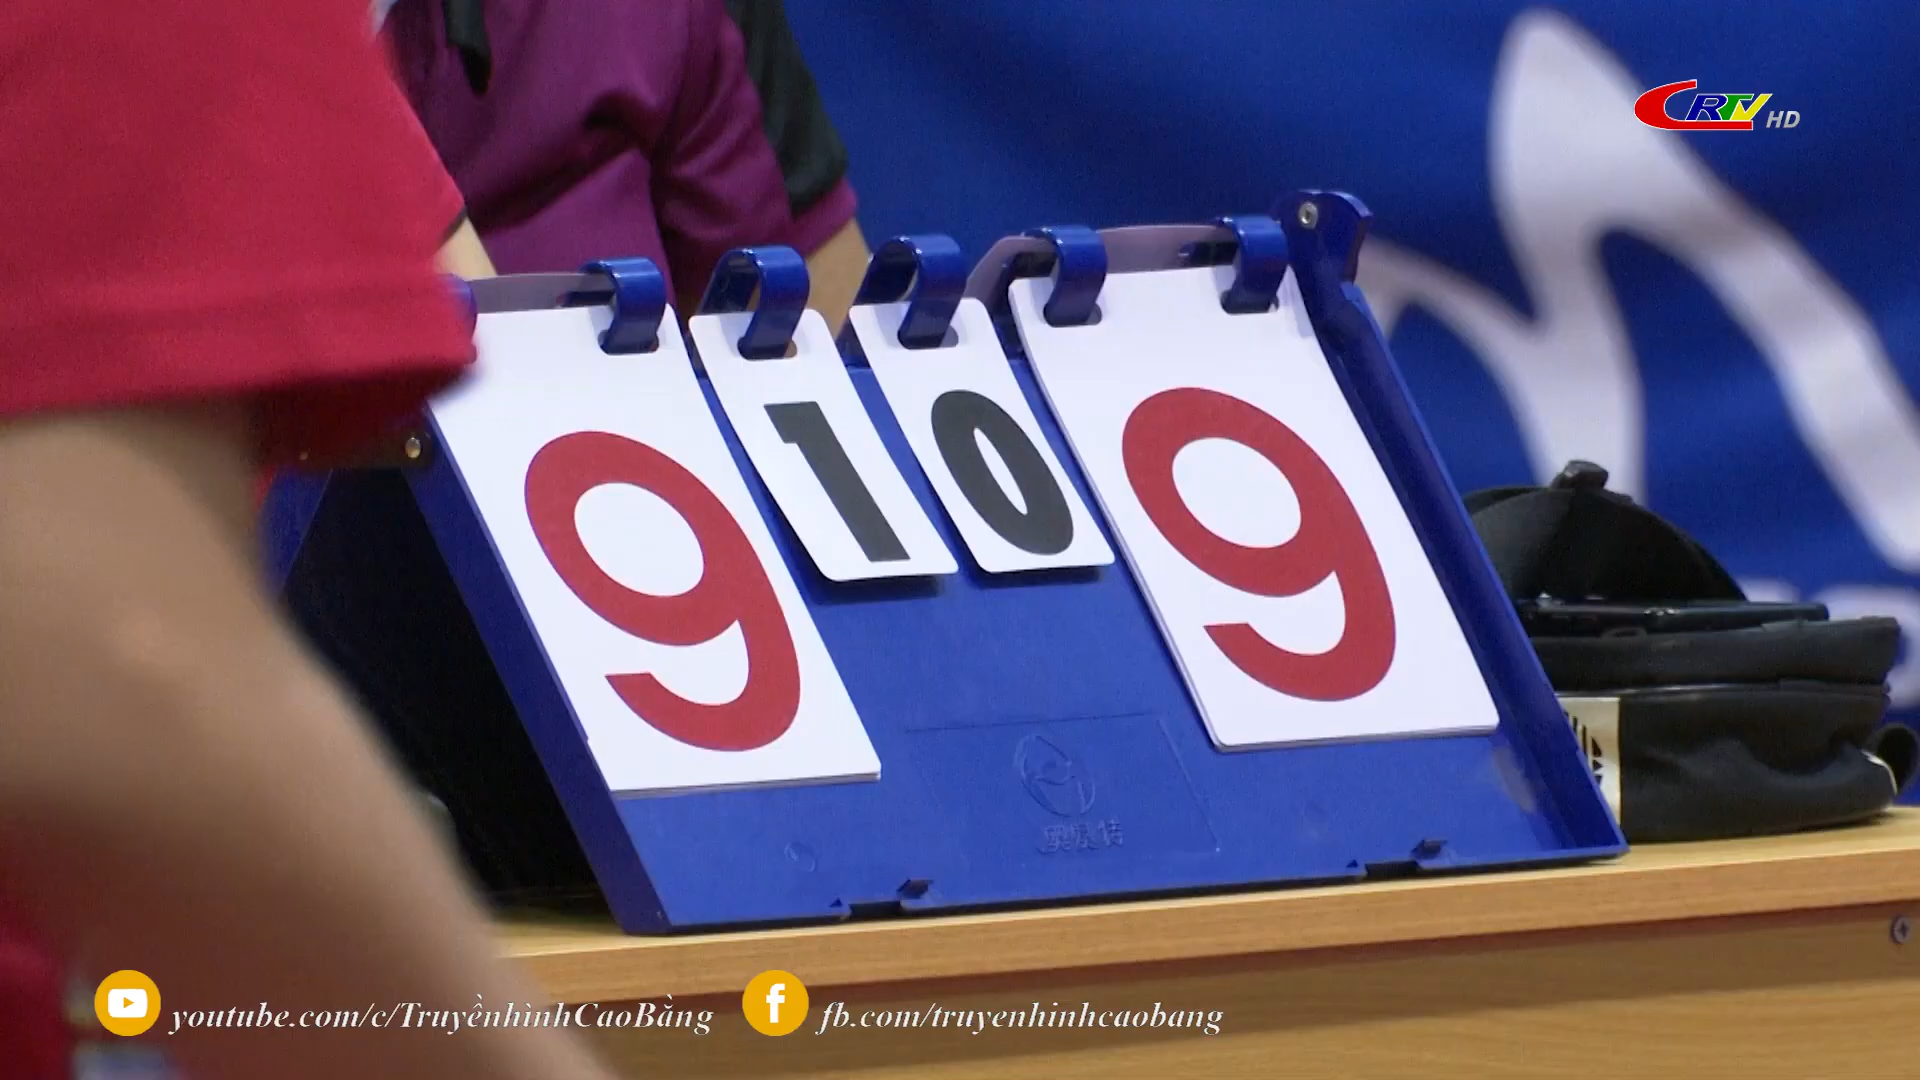 CRTV HD
9 1 0 9
youtube.com/c/TruyềnhìnhCaoBằng fb.com/truyenhinhcaobang